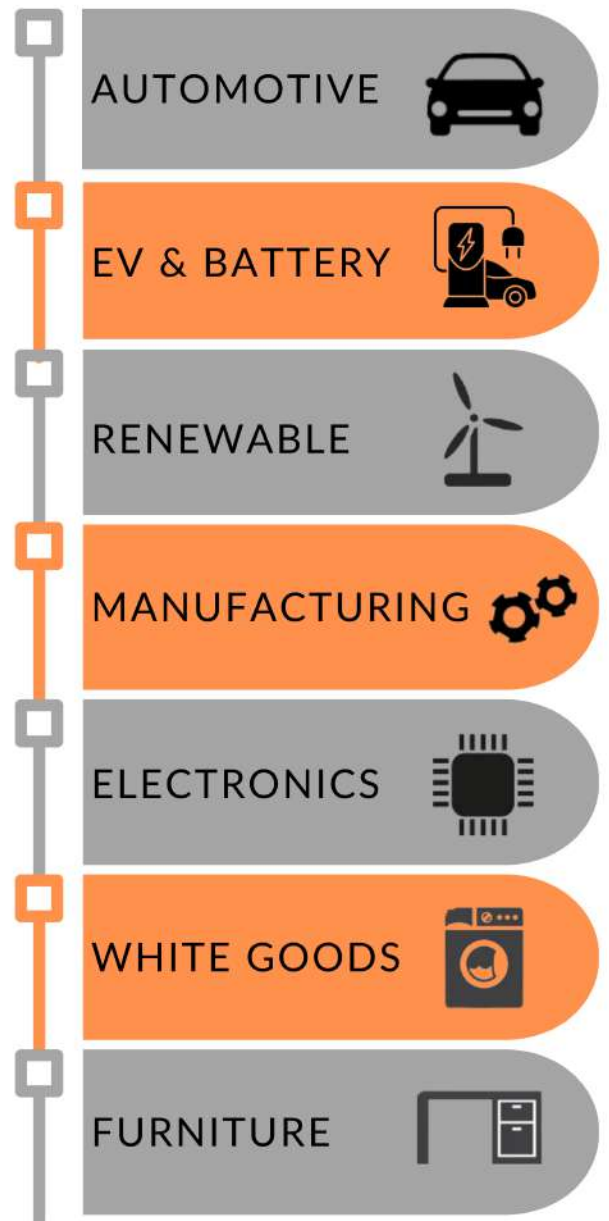 AUTOMOTIVE
EV & BATTERY
RENEWABLE
MANUFACTURING
ELECTRONICS
WHITE GOODS
FURNITURE